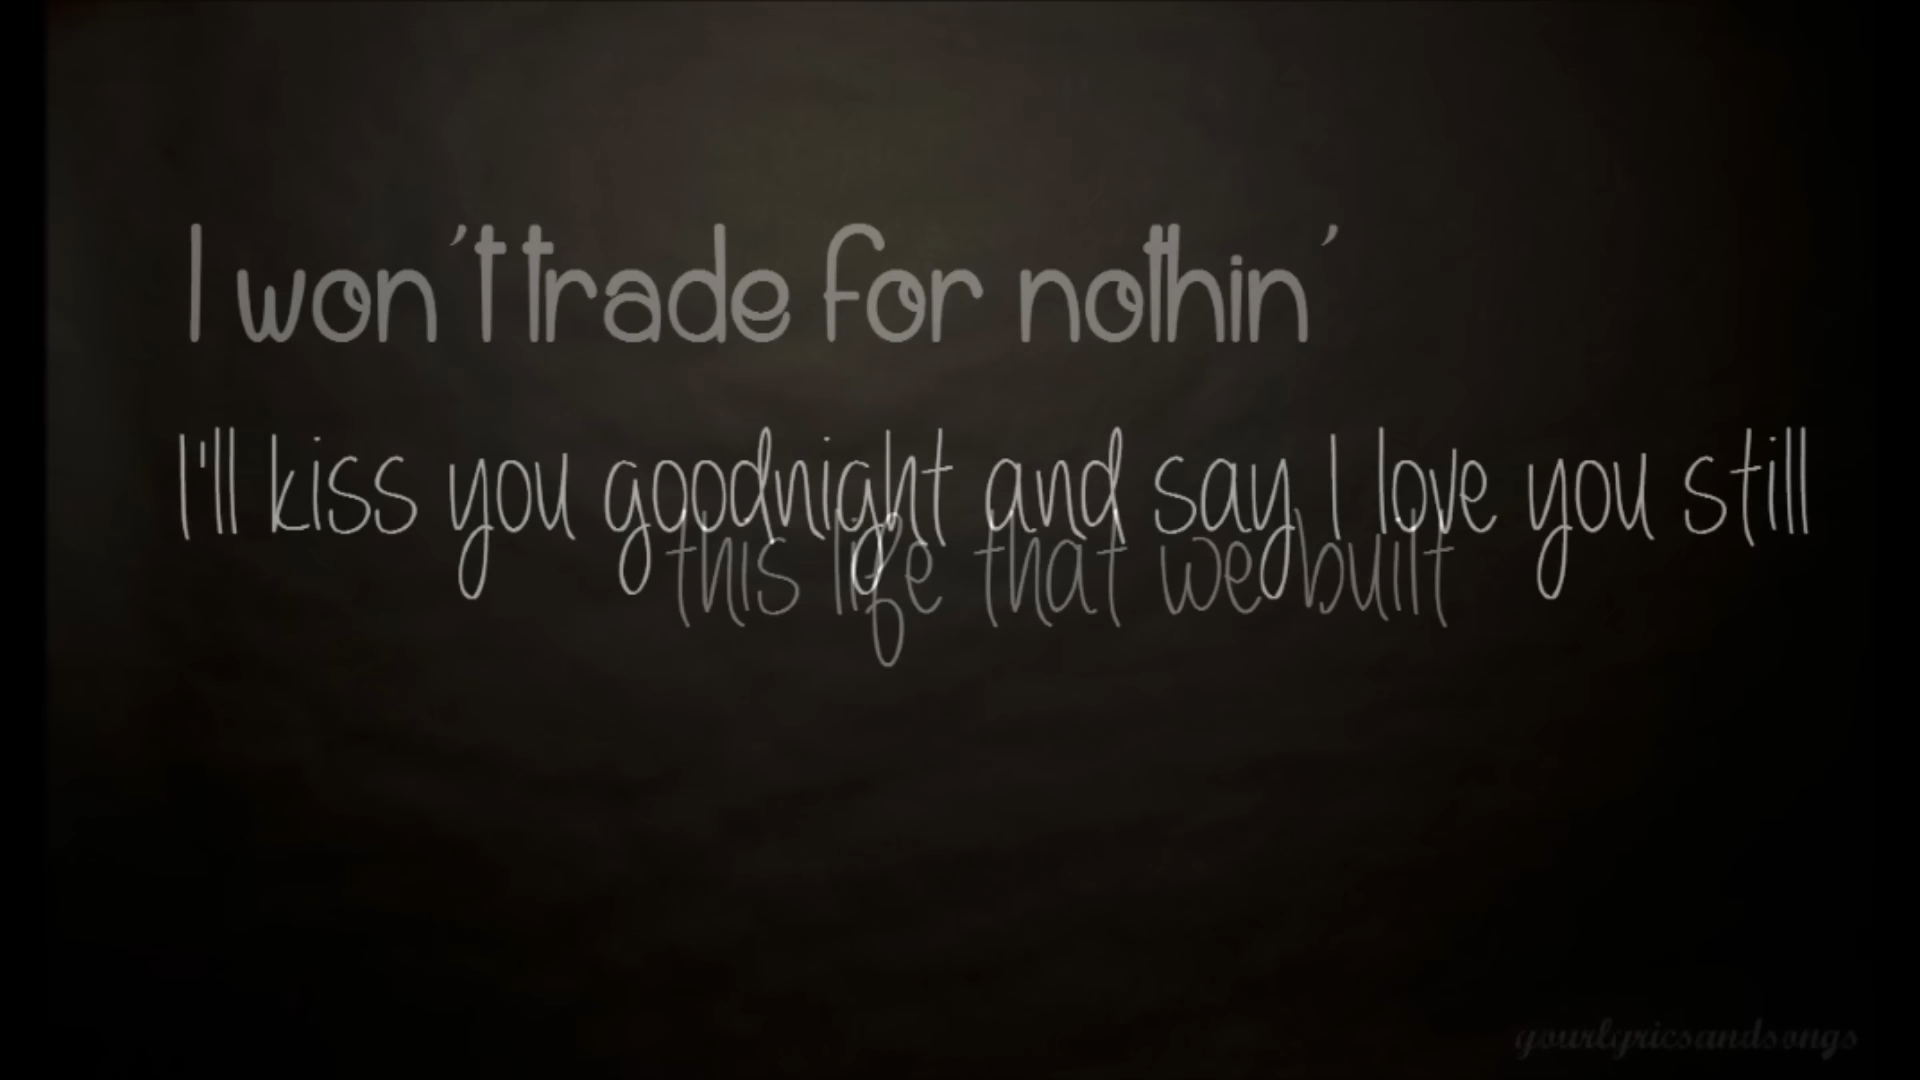 I won't trade for nothin'
I'll kiss you goodnight and say I love you still
this life that we built
yourlyricsandsongs